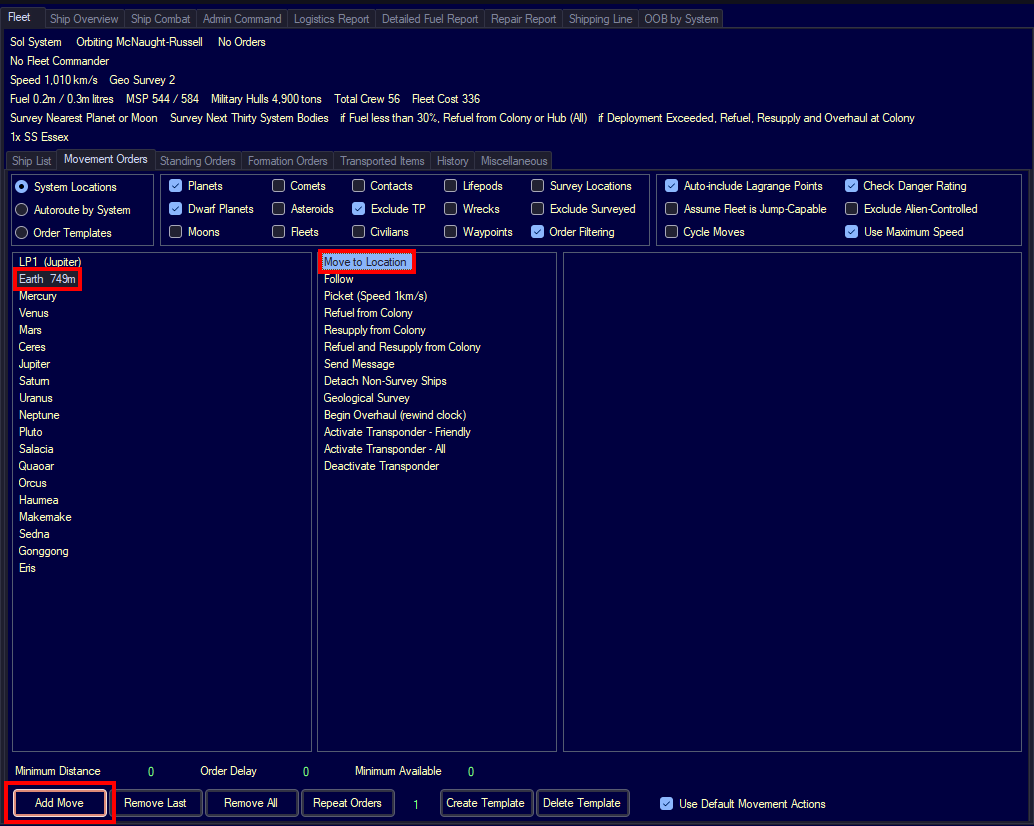 Fleet Ship Overview Ship Combat Admin Command Logistics Report Detailed Fuel Report Repair Report Shipping Line OOB by System
Sol System Orbiting McNaught-Russell No Orders
No Fleet Commander
Speed 1,010 km/s Geo Survey 2
Fuel 0.2m / 0.3m litres MSP 544 / 584 Military Hulls 4,900 tons Total Crew 56 Fleet Cost 336
Survey Nearest Planet or Moon Survey Next Thirty System Bodies if Fuel less than 30%, Refuel from Colony or Hub (All) if Deployment Exceeded, Refuel, Resupply and Overhaul at Colony
1x SS Essex
Ship List Movement Orders Standing Orders Formation Orders Transported Items History Miscellaneous
System Locations
Autoroute by System
Order Templates
Planets Comets Contacts Lifepods Survey Locations
Dwarf Planets Asteroids Exclude TP Wrecks Exclude Surveyed
Moons Fleets Civilians Waypoints Order Filtering
Auto-include Lagrange Points Check Danger Rating
Assume Fleet is Jump-Capable Exclude Alien-Controlled
Cycle Moves Use Maximum Speed
LP1 (Jupiter)
Earth 749m
Mercury
Venus
Mars
Ceres
Jupiter
Saturn
Uranus
Neptune
Pluto
Salacia
Quaoar
Orcus
Haumea
Makemake
Sedna
Gonggong
Eris
Move to Location
Follow
Picket (Speed 1km/s)
Refuel from Colony
Resupply from Colony
Refuel and Resupply from Colony
Send Message
Detach Non-Survey Ships
Geological Survey
Begin Overhaul (rewind clock)
Activate Transponder - Friendly
Activate Transponder - All
Deactivate Transponder
Minimum Distance 0 Order Delay 0 Minimum Available 0
Add Move Remove Last Remove All Repeat Orders 1 Create Template Delete Template Use Default Movement Actions